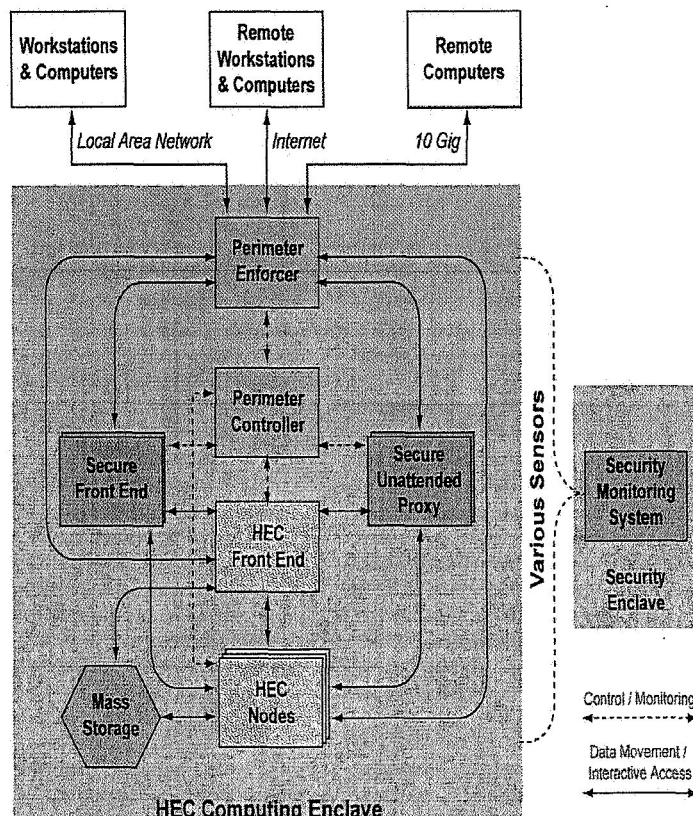 Workstations
& Computers
Remote
Workstations
& Computers
Remote
Computers
Local Area Network
Internet
10 Gig
Perimeter
Enforcer
Perimeter
Controller
Secure
Front End
Secure
Unattended
Proxy
HEC
Front End
Mass
Storage
HEC
Nodes
HEC Computing Enclave
Various Sensors
Security
Monitoring
System
Security
Enclave
Control / Monitoring
Data Movement /
Interactive Access